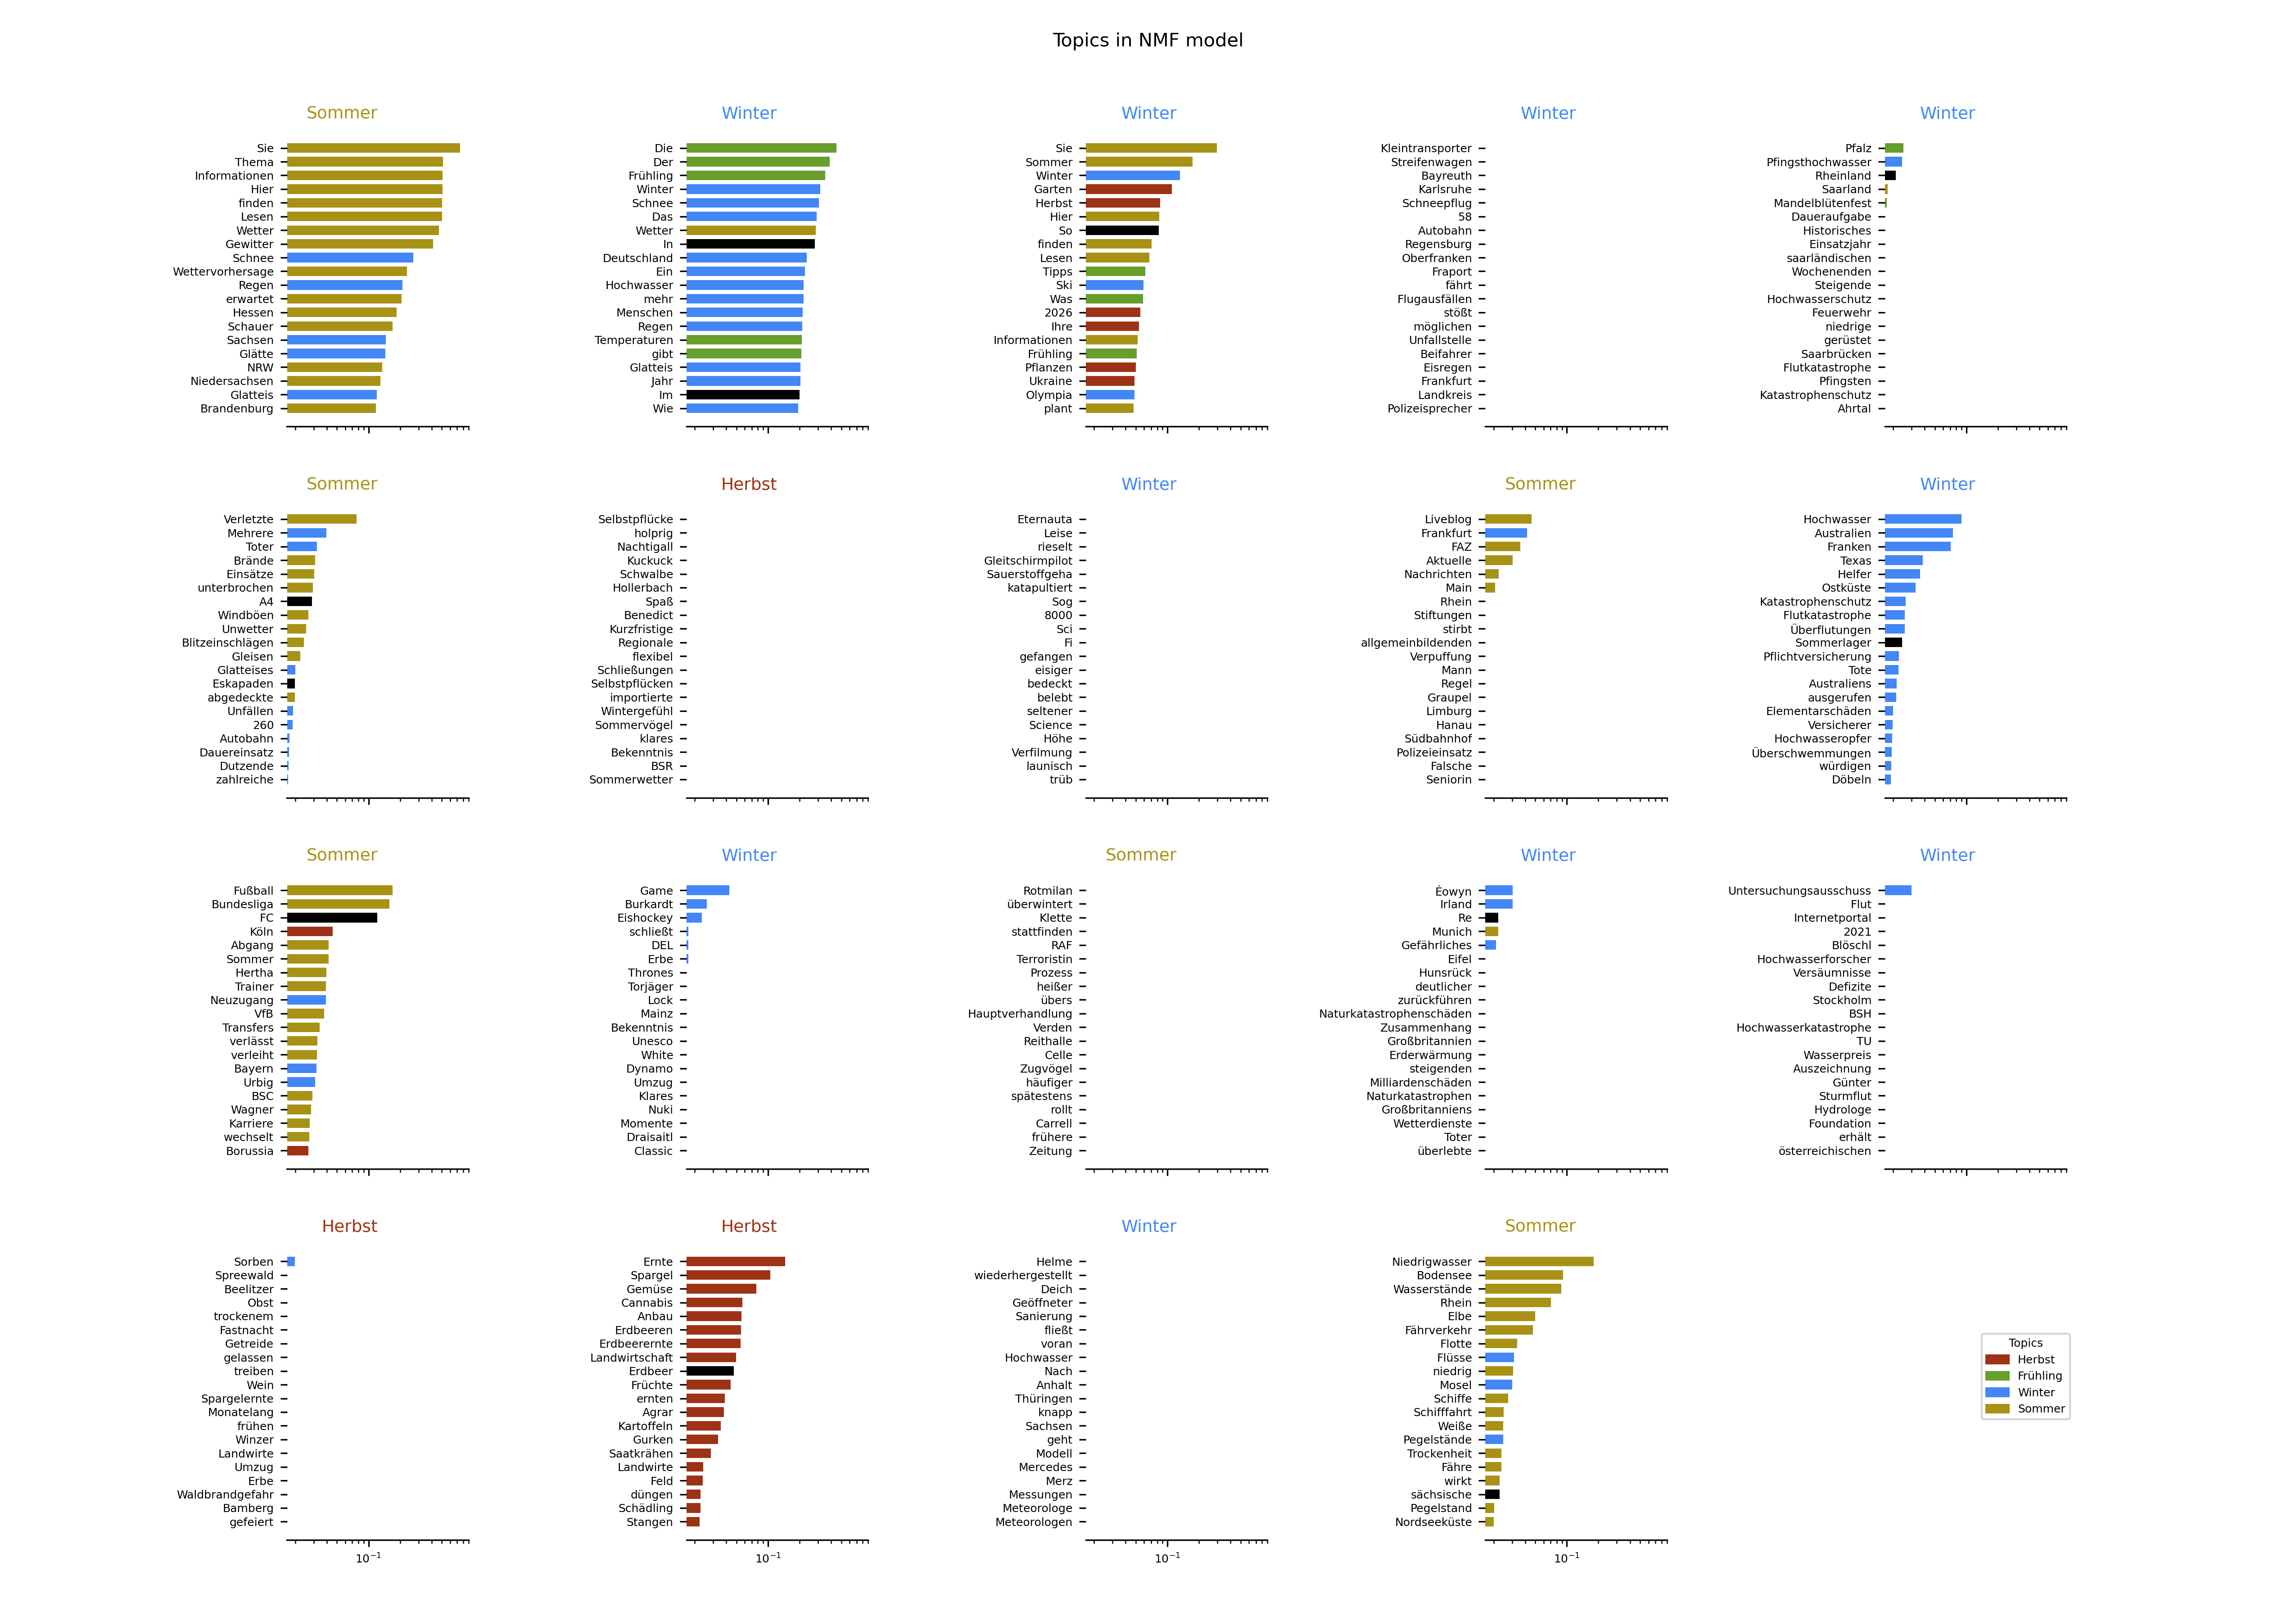 Topics in NMF model
Sommer
Sie
Thema
Informationen
Hier
finden
Lesen
Wetter
Gewitter
Schnee
Wettervorhersage
Regen
erwartet
Hessen
Schauer
Sachsen
Glätte
NRW
Niedersachsen
Glatteis
Brandenburg
Winter
Die
Der
Frühling
Winter
Schnee
Das
Wetter
In
Deutschland
Ein
Hochwasser
mehr
Menschen
Regen
Temperaturen
gibt
Glatteis
Jahr
Im
Wie
Winter
Sie
Sommer
Winter
Garten
Herbst
Hier
So
finden
Lesen
Tipps
Ski
Was
2026
Ihre
Informationen
Frühling
Pflanzen
Ukraine
Olympia
plant
Winter
Kleintransporter
Streifenwagen
Bayreuth
Karlsruhe
Schneepflug
58
Autobahn
Regensburg
Oberfranken
Fraport
fährt
Flugausfällen
stößt
möglichen
Unfallstelle
Beifahrer
Eisregen
Frankfurt
Landkreis
Polizeisprecher
Winter
Pfalz
Pfingsthochwasser
Rheinland
Saarland
Mandelblütenfest
Daueraufgabe
Historisches
Einsatzjahr
saarländischen
Wochenenden
Steigende
Hochwasserschutz
Feuerwehr
niedrige
gerüstet
Saarbrücken
Flutkatastrophe
Pfingsten
Katastrophenschutz
Ahrtal
Sommer
Verletzte
Mehrere
Toter
Brände
Einsätze
unterbrochen
A4
Windböen
Unwetter
Blitzeinschlägen
Gleisen
Glatteises
Eskapaden
abgedeckte
Unfällen
260
Autobahn
Dauereinsatz
Dutzende
zahlreiche
Herbst
Selbstpflücke
holprig
Nachtigall
Kuckuck
Schwalbe
Hollerbach
Spaß
Benedict
Kurzfristige
Regionale
flexibel
Schließungen
Selbstpflücken
importierte
Wintergefühl
Sommervögel
klares
Bekenntnis
BSR
Sommerwetter
Winter
Eternauta
Leise
rieselt
Gleitschirmpilot
Sauerstoffgeha
katapultiert
Sog
8000
Sci
Fi
gefangen
eisiger
bedeckt
belebt
seltener
Science
Höhe
Verfilmung
launisch
trüb
Sommer
Liveblog
Frankfurt
FAZ
Aktuelle
Nachrichten
Main
Rhein
Stiftungen
stirbt
allgemeinbildenden
Verpuffung
Mann
Regel
Graupel
Limburg
Hanau
Südbahnhof
Polizeieinsatz
Falsche
Seniorin
Winter
Hochwasser
Australien
Franken
Texas
Helfer
Ostküste
Katastrophenschutz
Flutkatastrophe
Überflutungen
Sommerlager
Pflichtversicherung
Tote
Australiens
ausgerufen
Elementarschäden
Versicherer
Hochwasseropfer
Überschwemmungen
würdigen
Döbeln
Sommer
Fußball
Bundesliga
FC
Köln
Abgang
Sommer
Hertha
Trainer
Neuzugang
VfB
Transfers
verlässt
verleiht
Bayern
Urbig
BSC
Wagner
Karriere
wechselt
Borussia
Winter
Game
Burkardt
Eishockey
schließt
DEL
Erbe
Thrones
Torjäger
Lock
Mainz
Bekenntnis
Unesco
White
Dynamo
Umzug
Klares
Nuki
Momente
Draisaitl
Classic
Sommer
Rotmilan
überwintert
Klette
stattfinden
RAF
Terroristin
Prozess
heißer
übers
Hauptverhandlung
Verden
Reithalle
Celle
Zugvögel
häufiger
spätestens
rollt
Carrell
frühere
Zeitung
Winter
Éowyn
Irland
Re
Munich
Gefährliches
Eifel
Hunsrück
deutlicher
zurückführen
Naturkatastrophenschäden
Zusammenhang
Großbritannien
Erderwärmung
steigenden
Milliardenschäden
Naturkatastrophen
Großbritanniens
Wetterdienste
Toter
überlebte
Winter
Untersuchungsausschuss
Flut
Internetportal
2021
Blöschl
Hochwasserforscher
Versäumnisse
Defizite
Stockholm
BSH
Hochwasserkatastrophe
TU
Wasserpreis
Auszeichnung
Günter
Sturmflut
Hydrologe
Foundation
erhält
österreichischen
Herbst
Sorben
Spreewald
Beelitzer
Obst
trockenem
Fastnacht
Getreide
gelassen
treiben
Wein
Spargelernte
Monatelang
frühen
Winzer
Landwirte
Umzug
Erbe
Waldbrandgefahr
Bamberg
gefeiert
10⁻¹
Herbst
Ernte
Spargel
Gemüse
Cannabis
Anbau
Erdbeeren
Erdbeerernte
Landwirtschaft
Erdbeer
Früchte
ernten
Agrar
Kartoffeln
Gurken
Saatkrähen
Landwirte
Feld
düngen
Schädling
Stangen
10⁻¹
Winter
Helme
wiederhergestellt
Deich
Geöffneter
Sanierung
fließt
voran
Hochwasser
Nach
Anhalt
Thüringen
knapp
Sachsen
geht
Modell
Mercedes
Merz
Messungen
Meteorologe
Meteorologen
10⁻¹
Sommer
Niedrigwasser
Bodensee
Wasserstände
Rhein
Elbe
Fährverkehr
Flotte
Flüsse
niedrig
Mosel
Schiffe
Schifffahrt
Weiße
Pegelstände
Trockenheit
Fähre
wirkt
sächsische
Pegelstand
Nordseeküste
10⁻¹
Topics
Herbst
Frühling
Winter
Sommer